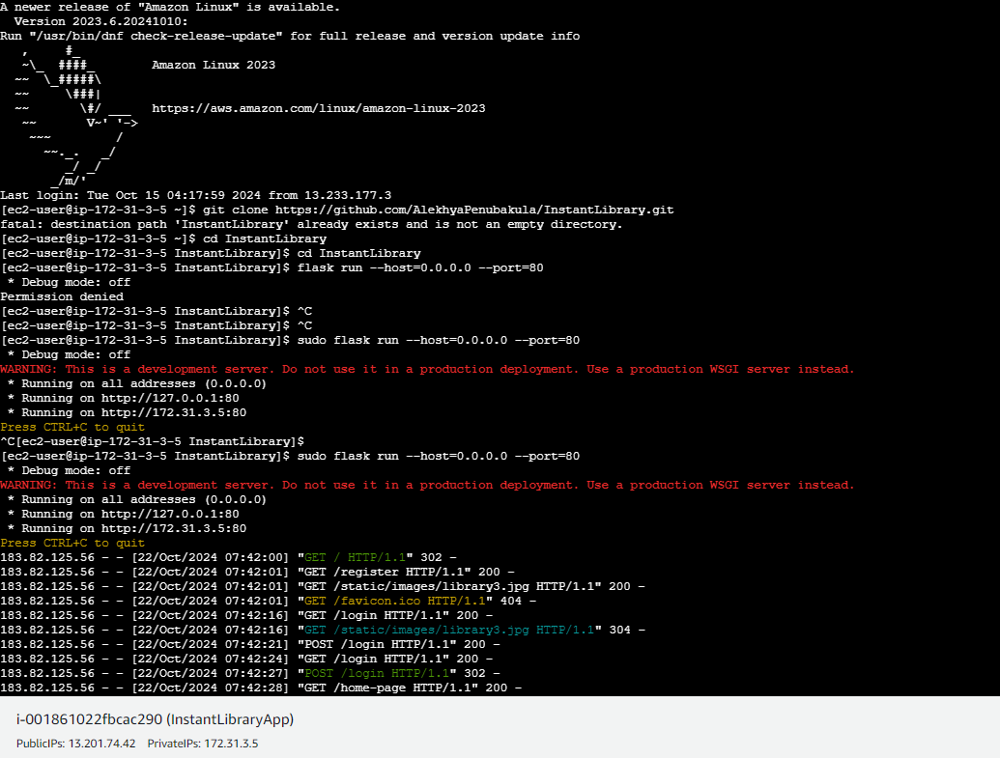 A newer release of "Amazon Linux" is available.
  Version 2023.6.20241010:
Run "/usr/bin/dnf check-release-update" for full release and version update info
   ,     #_
   ~\_  ####_        Amazon Linux 2023
  ~~  \_#####\
  ~~     \###|
  ~~       \#/ ___   https://aws.amazon.com/linux/amazon-linux-2023
   ~~       V~' '->
    ~~~         /
      ~~._.   _/
         _/ _/
       _/m/'
Last login: Tue Oct 15 04:17:59 2024 from 13.233.177.3
[ec2-user@ip-172-31-3-5 ~]$ git clone https://github.com/AlekhyaPenubakula/InstantLibrary.git
fatal: destination path 'InstantLibrary' already exists and is not an empty directory.
[ec2-user@ip-172-31-3-5 ~]$ cd InstantLibrary
[ec2-user@ip-172-31-3-5 InstantLibrary]$ cd InstantLibrary
[ec2-user@ip-172-31-3-5 InstantLibrary]$ flask run --host=0.0.0.0 --port=80
 * Debug mode: off
Permission denied
[ec2-user@ip-172-31-3-5 InstantLibrary]$ ^C
[ec2-user@ip-172-31-3-5 InstantLibrary]$ ^C
[ec2-user@ip-172-31-3-5 InstantLibrary]$ sudo flask run --host=0.0.0.0 --port=80
 * Debug mode: off
WARNING: This is a development server. Do not use it in a production deployment. Use a production WSGI server instead.
 * Running on all addresses (0.0.0.0)
 * Running on http://127.0.0.1:80
 * Running on http://172.31.3.5:80
Press CTRL+C to quit
^C[ec2-user@ip-172-31-3-5 InstantLibrary]$
[ec2-user@ip-172-31-3-5 InstantLibrary]$ sudo flask run --host=0.0.0.0 --port=80
 * Debug mode: off
WARNING: This is a development server. Do not use it in a production deployment. Use a production WSGI server instead.
 * Running on all addresses (0.0.0.0)
 * Running on http://127.0.0.1:80
 * Running on http://172.31.3.5:80
Press CTRL+C to quit
183.82.125.56 - - [22/Oct/2024 07:42:00] "GET / HTTP/1.1" 302 -
183.82.125.56 - - [22/Oct/2024 07:42:01] "GET /register HTTP/1.1" 200 -
183.82.125.56 - - [22/Oct/2024 07:42:01] "GET /static/images/library3.jpg HTTP/1.1" 200 -
183.82.125.56 - - [22/Oct/2024 07:42:01] "GET /favicon.ico HTTP/1.1" 404 -
183.82.125.56 - - [22/Oct/2024 07:42:16] "GET /login HTTP/1.1" 200 -
183.82.125.56 - - [22/Oct/2024 07:42:16] "GET /static/images/library3.jpg HTTP/1.1" 304 -
183.82.125.56 - - [22/Oct/2024 07:42:21] "POST /login HTTP/1.1" 200 -
183.82.125.56 - - [22/Oct/2024 07:42:24] "GET /login HTTP/1.1" 200 -
183.82.125.56 - - [22/Oct/2024 07:42:27] "POST /login HTTP/1.1" 302 -
183.82.125.56 - - [22/Oct/2024 07:42:28] "GET /home-page HTTP/1.1" 200 -
i-001861022fbcac290 (InstantLibraryApp)
PublicIPs: 13.201.74.42 PrivateIPs: 172.31.3.5